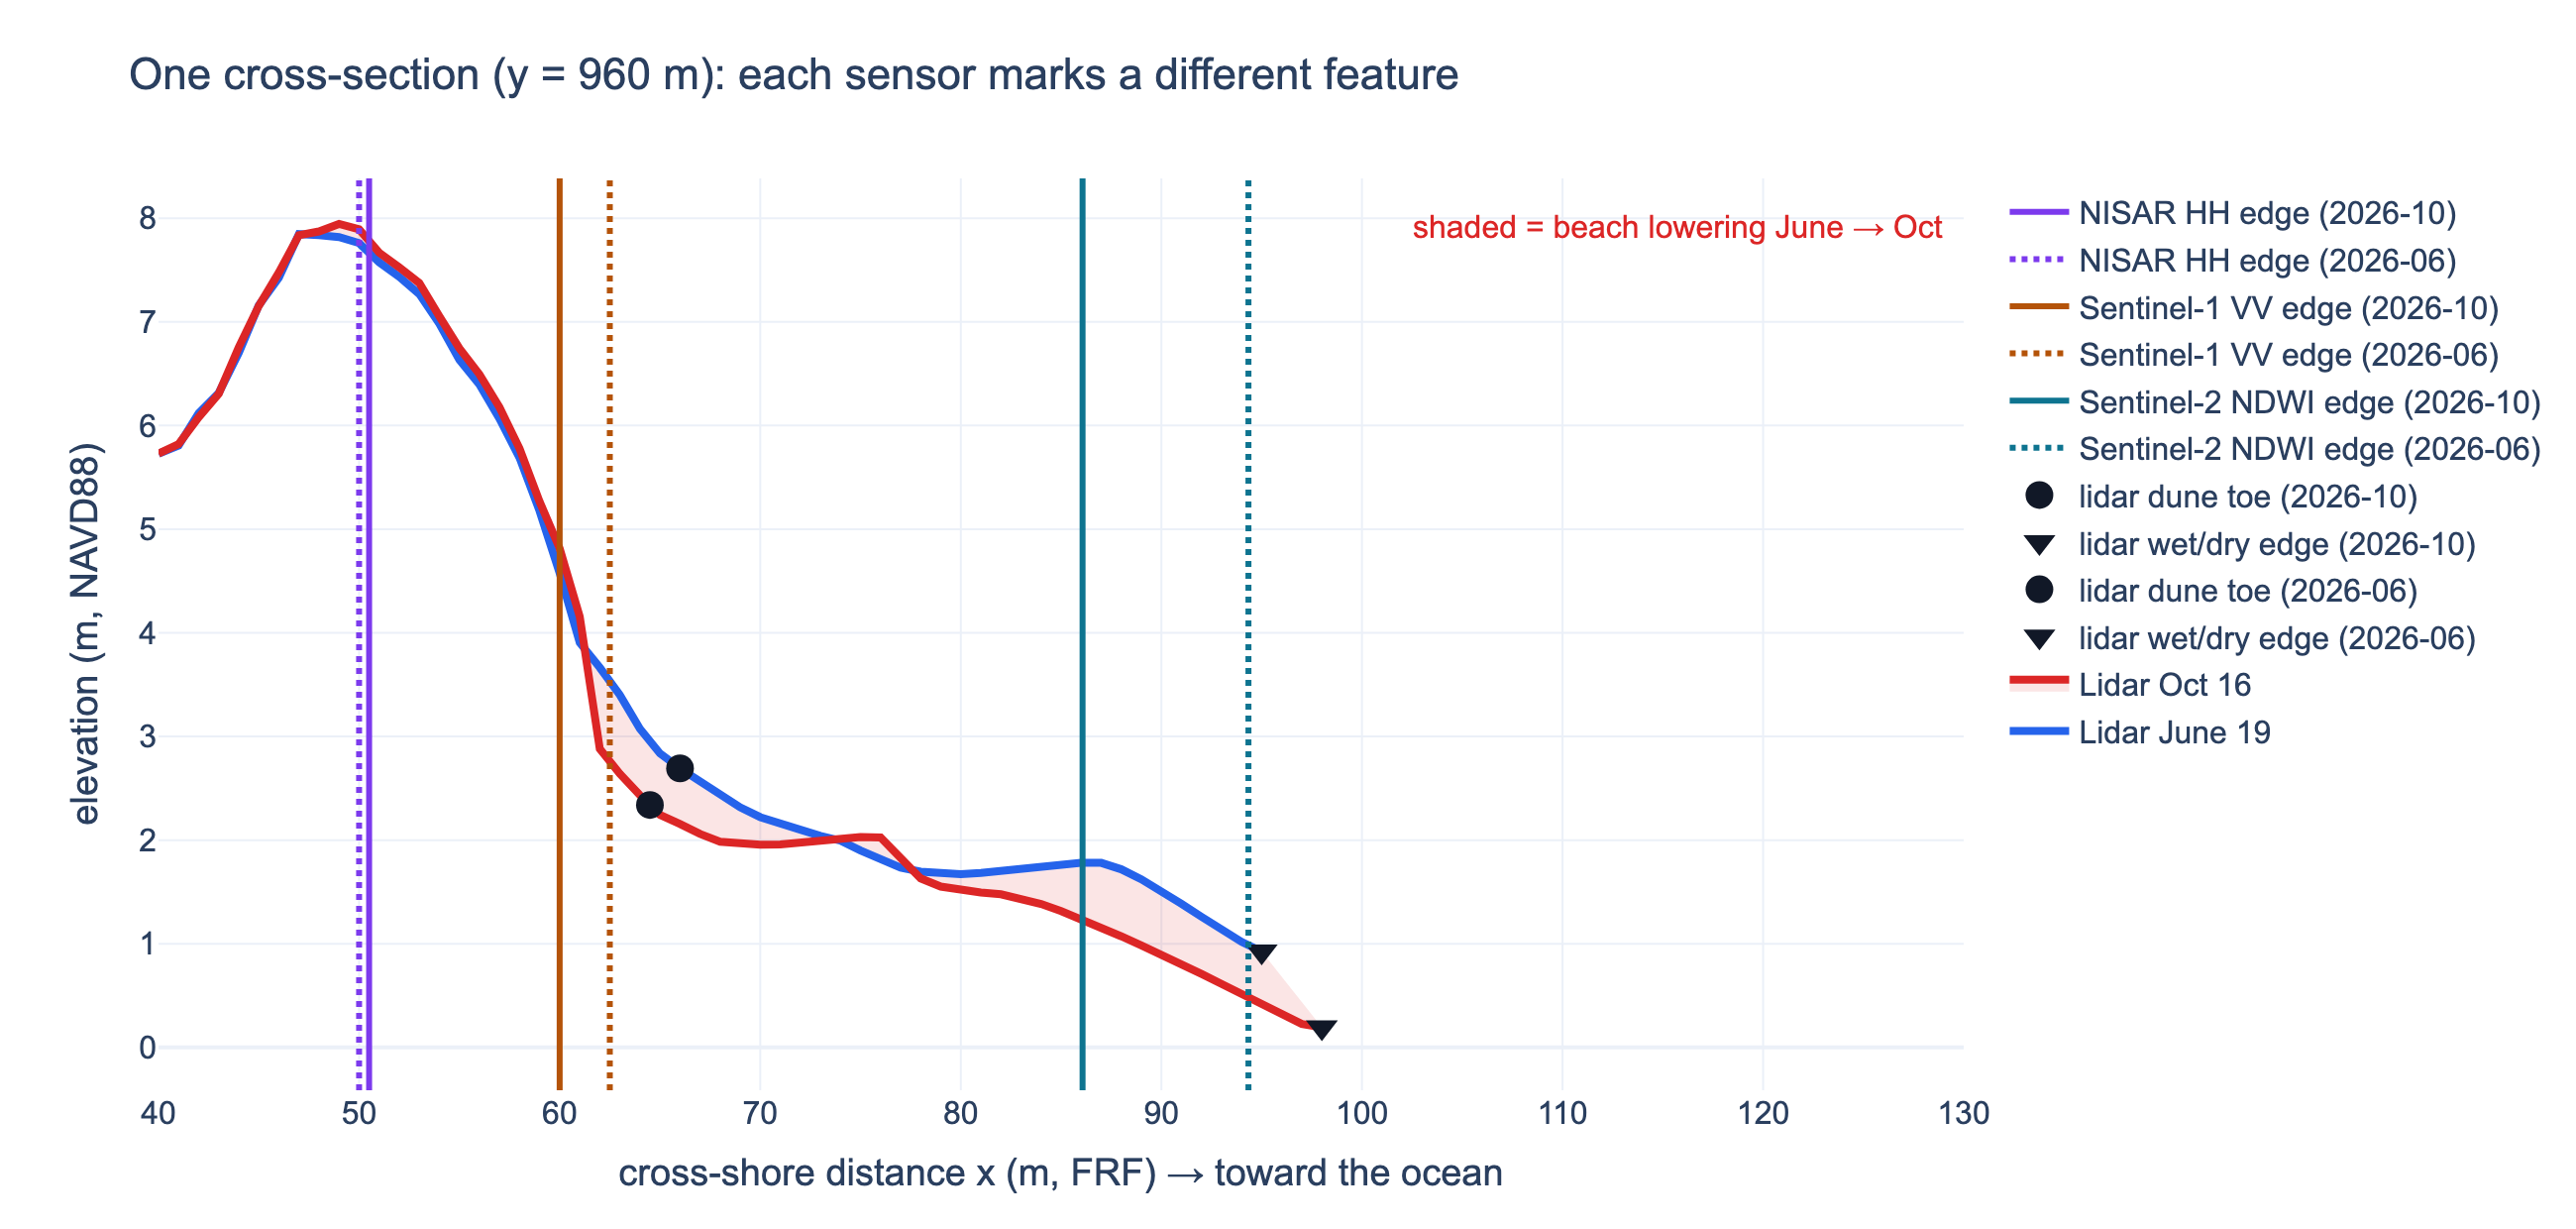 One cross-section (y = 960 m): each sensor marks a different feature
shaded = beach lowering June → Oct
elevation (m, NAVD88)
8
7
6
5
4
3
2
1
0
40 50 60 70 80 90 100 110 120 130
cross-shore distance x (m, FRF) → toward the ocean
NISAR HH edge (2026-10)
NISAR HH edge (2026-06)
Sentinel-1 VV edge (2026-10)
Sentinel-1 VV edge (2026-06)
Sentinel-2 NDWI edge (2026-10)
Sentinel-2 NDWI edge (2026-06)
lidar dune toe (2026-10)
lidar wet/dry edge (2026-10)
lidar dune toe (2026-06)
lidar wet/dry edge (2026-06)
Lidar Oct 16
Lidar June 19